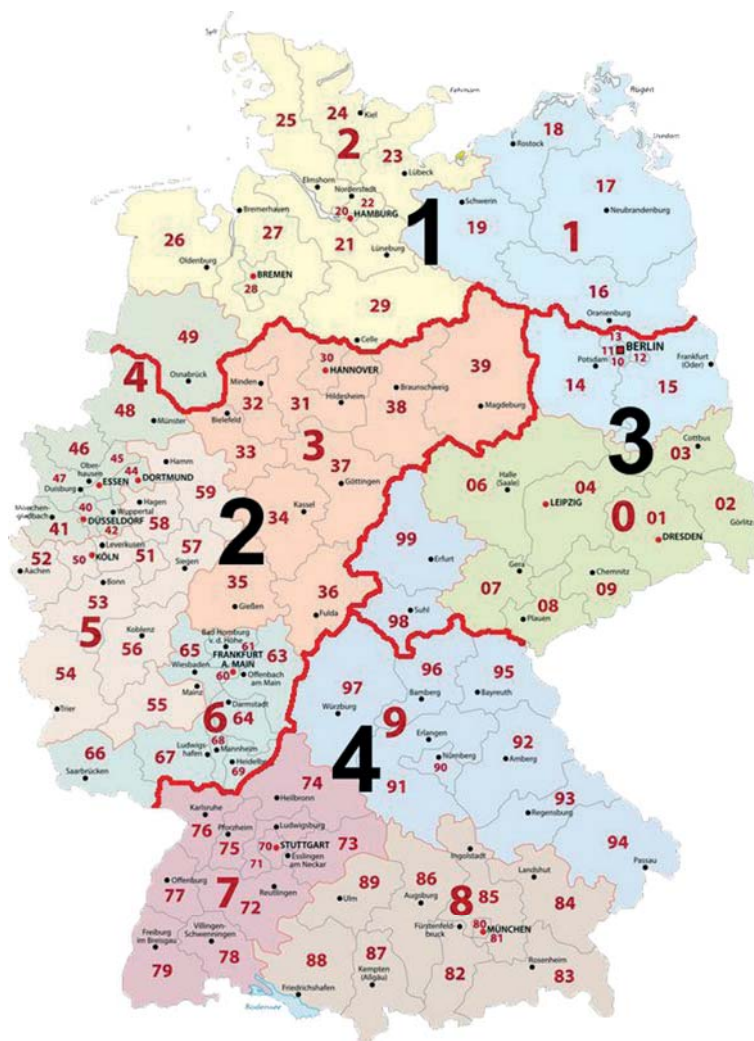 Sylt
24
Kiel
25
2
Fehmarn
23
Rügen
18
Rostock
Usedom
Elmshorn
Lübeck
Norderstedt
22
20
HAMBURG
17
Neubrandenburg
Schwerin
19
1
1
Bremerhaven
27
26
21
Oldenburg
Lüneburg
BREMEN
28
16
29
Oranienburg
Celle
49
13
BERLIN
11
10
12
Potsdam
Frankfurt
(Oder)
14
15
Osnabrück
4
48
Münster
30
HANNOVER
39
Minden
32
31
Hildesheim
Braunschweig
38
Magdeburg
Bielefeld
33
3
37
Göttingen
46
45
Hamm
47
Ober-
hausen
44
DORTMUND
Duisburg
ESSEN
59
Hagen
40
Wuppertal
58
DÜSSELDORF
41
42
Leverkusen
52
50
KÖLN
51
57
Aachen
Siegen
Bonn
53
2
34
Kassel
35
Gießen
36
Fulda
3
03
Cottbus
06
Halle
(Saale)
04
LEIPZIG
0
01
DRESDEN
02
Görlitz
99
Erfurt
Gera
07
Chemnitz
09
08
Plauen
98
Suhl
5
56
Koblenz
54
Trier
55
Bad Homburg
v. d. Höhe
61
65
63
Wiesbaden
FRANKFURT
A. MAIN
60
Offenbach
am Main
Mainz
Darmstadt
6
64
68
66
67
Ludwigs-
hafen
Mannheim
Saarbrücken
69
97
96
95
Bamberg
Bayreuth
Würzburg
9
Erlangen
92
Nürnberg
Amberg
4
90
91
93
Regensburg
94
Passau
74
Heilbronn
Karlsruhe
76
Pforzheim
Ludwigsburg
75
70
STUTTGART
73
71
Esslingen
am Neckar
Offenburg
7
Reutlingen
77
72
Freiburg
im Breisgau
Villingen-
Schwenningen
79
78
Bodensee
Ingolstadt
Landshut
89
86
85
84
Ulm
Augsburg
8
Fürstenfeld-
bruck
80
MÜNCHEN
81
88
87
82
Rosenheim
83
Kempten
(Allgäu)
Friedrichshafen